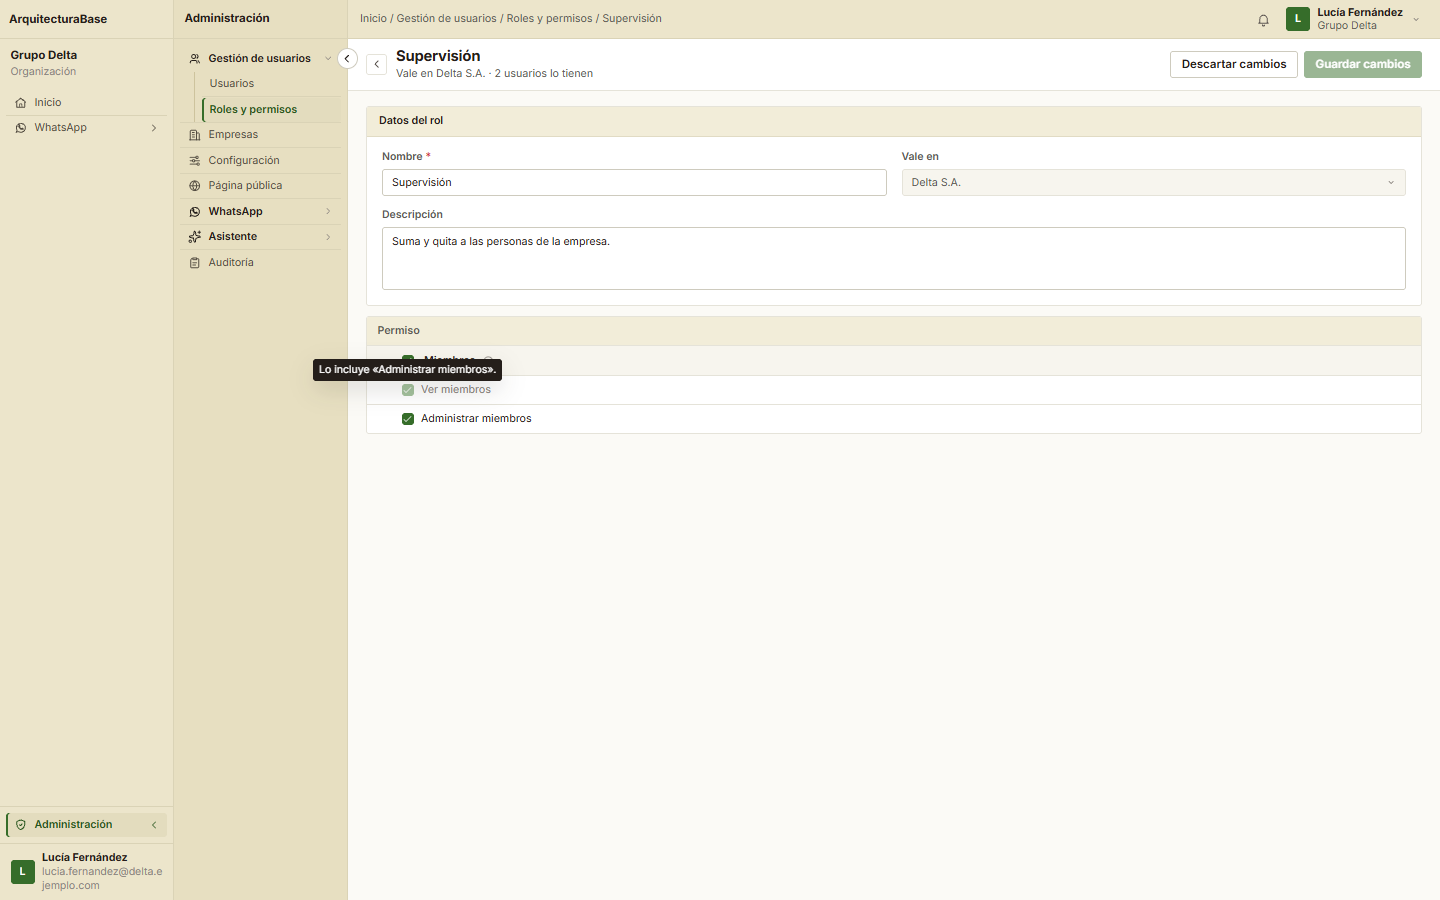 ArquitecturaBase
Grupo Delta
Organización
Inicio
WhatsApp
Administración
Lucía Fernández
L
lucia.fernandez@delta.e
jemplo.com
Administración
Gestión de usuarios
Usuarios
Roles y permisos
Empresas
Configuración
Página pública
WhatsApp
Asistente
Auditoría
Inicio / Gestión de usuarios / Roles y permisos / Supervisión
L
Lucía Fernández
Grupo Delta
Supervisión
Vale en Delta S.A. · 2 usuarios lo tienen
Descartar cambios
Guardar cambios
Datos del rol
Nombre *
Vale en
Supervisión
Delta S.A.
Descripción
Suma y quita a las personas de la empresa.
Permiso
Lo incluye «Administrar miembros».
Ver miembros
Administrar miembros